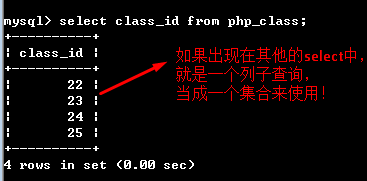 mysql> select class_id from php_class;
+----------+
| class_id |
+----------+
| 22 |
| 23 |
| 24 |
| 25 |
+----------+
4 rows in set (0.00 sec)
如果出现在其他的select中，
就是一个列子查询，
当成一个集合来使用！